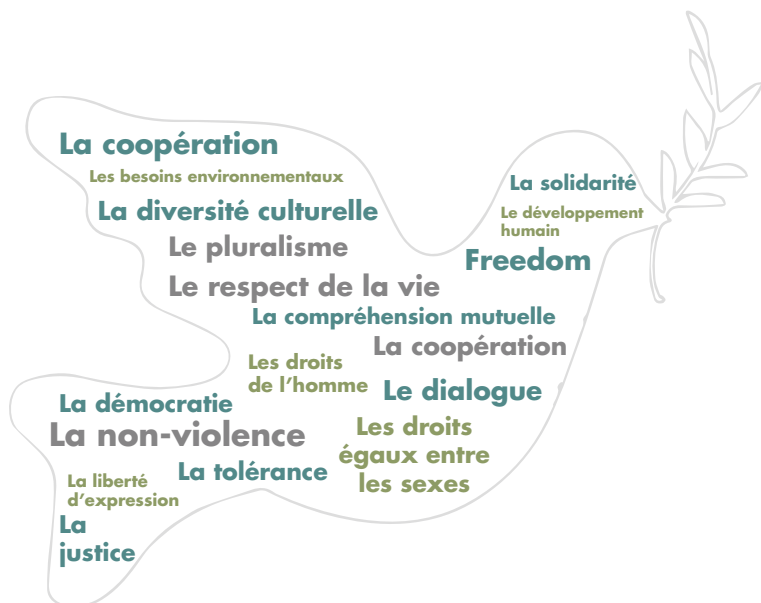 La coopération
Les besoins environnementaux
La solidarité
La diversité culturelle
Le développement
humain
Le pluralisme
Freedom
Le respect de la vie
La compréhension mutuelle
La coopération
Les droits
de l'homme
Le dialogue
La démocratie
La non-violence
Les droits
égaux entre
les sexes
La tolérance
La liberté
d'expression
La
justice